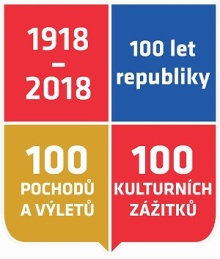 1918
–
2018
100 let
republiky
100
POCHODŮ
A VÝLETŮ
100
KULTURNÍCH
ZÁŽITKŮ